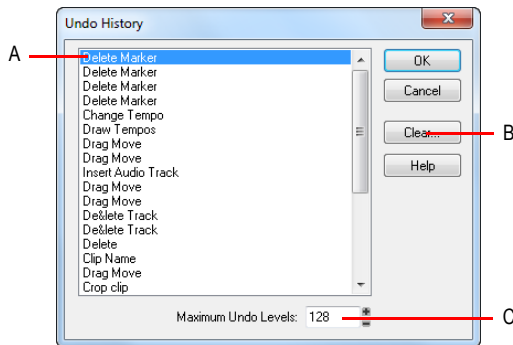 Undo History
A
Delete Marker
Delete Marker
Delete Marker
Delete Marker
Change Tempo
Draw Tempos
Drag Move
Drag Move
Insert Audio Track
Drag Move
Drag Move
De&lete Track
De&lete Track
Delete
Clip Name
Drag Move
Crop clip
OK
Cancel
Clear...
B
Help
Maximum Undo Levels: 128
C